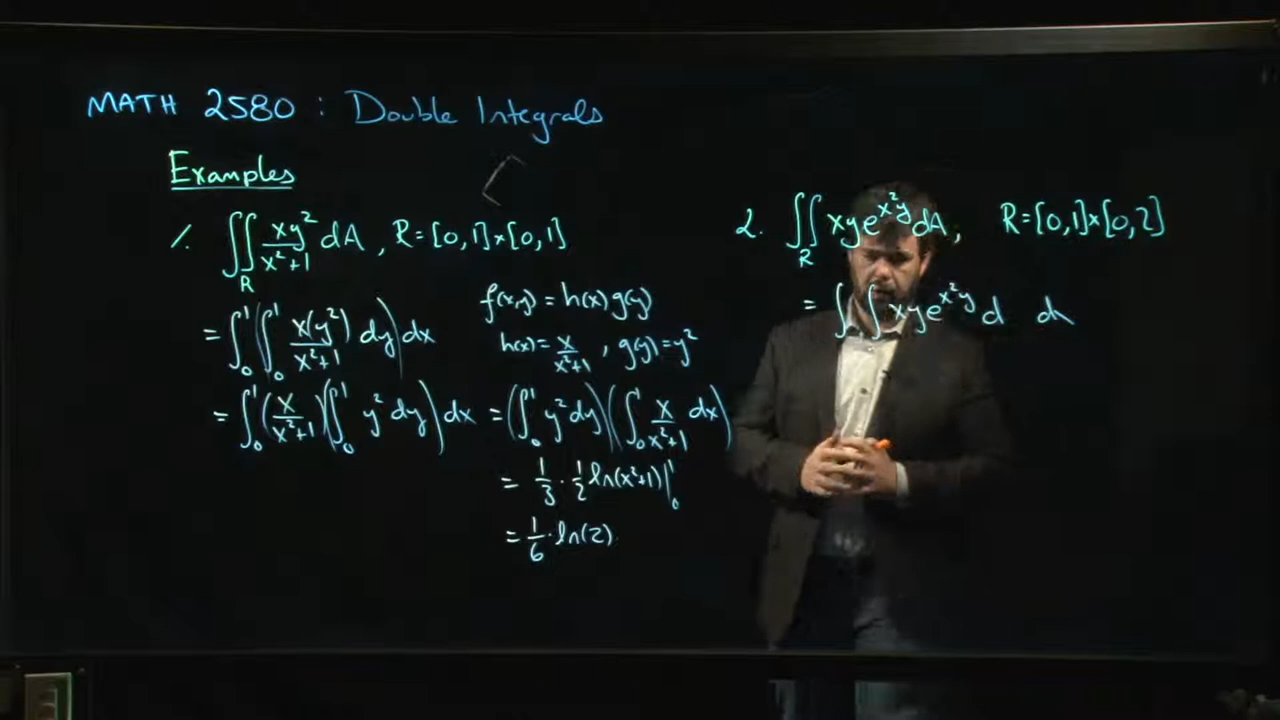 MATH 2580 : Double Integrals
Examples
1. ∬_R xy²/(x²+1) dA , R=[0,1]×[0,1]
= ∫₀¹(∫₀¹ x(y²)/(x²+1) dy)dx
= ∫₀¹ (x/(x²+1))(∫₀¹ y² dy) dx
f(x,y) = h(x)g(y)
h(x) = x/(x²+1) , g(y)=y²
= (∫₀¹ y² dy)(∫₀¹ x/(x²+1) dx)
= 1/3 · 1/2 ln(x²+1)|₀¹
= 1/6 · ln(2).
2. ∬_R xye^{x²y} dA, R=[0,1]×[0,2]
= ∫ ∫ xye^{x²y} d d